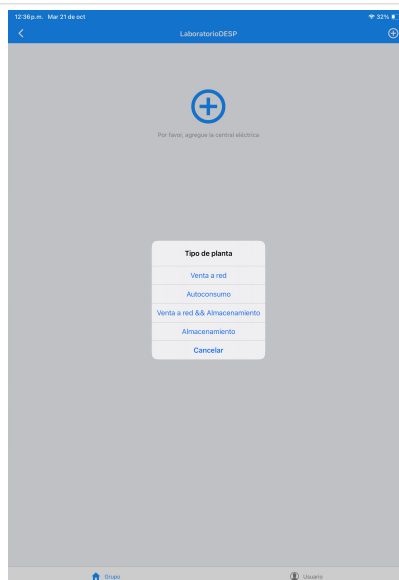 12:36 p.m. Mar 21 de oct
32%
LaboratorioDESP
Por favor, agregue la central eléctrica
Tipo de planta
Venta a red
Autoconsumo
Venta a red && Almacenamiento
Almacenamiento
Cancelar
Grupo
Usuario